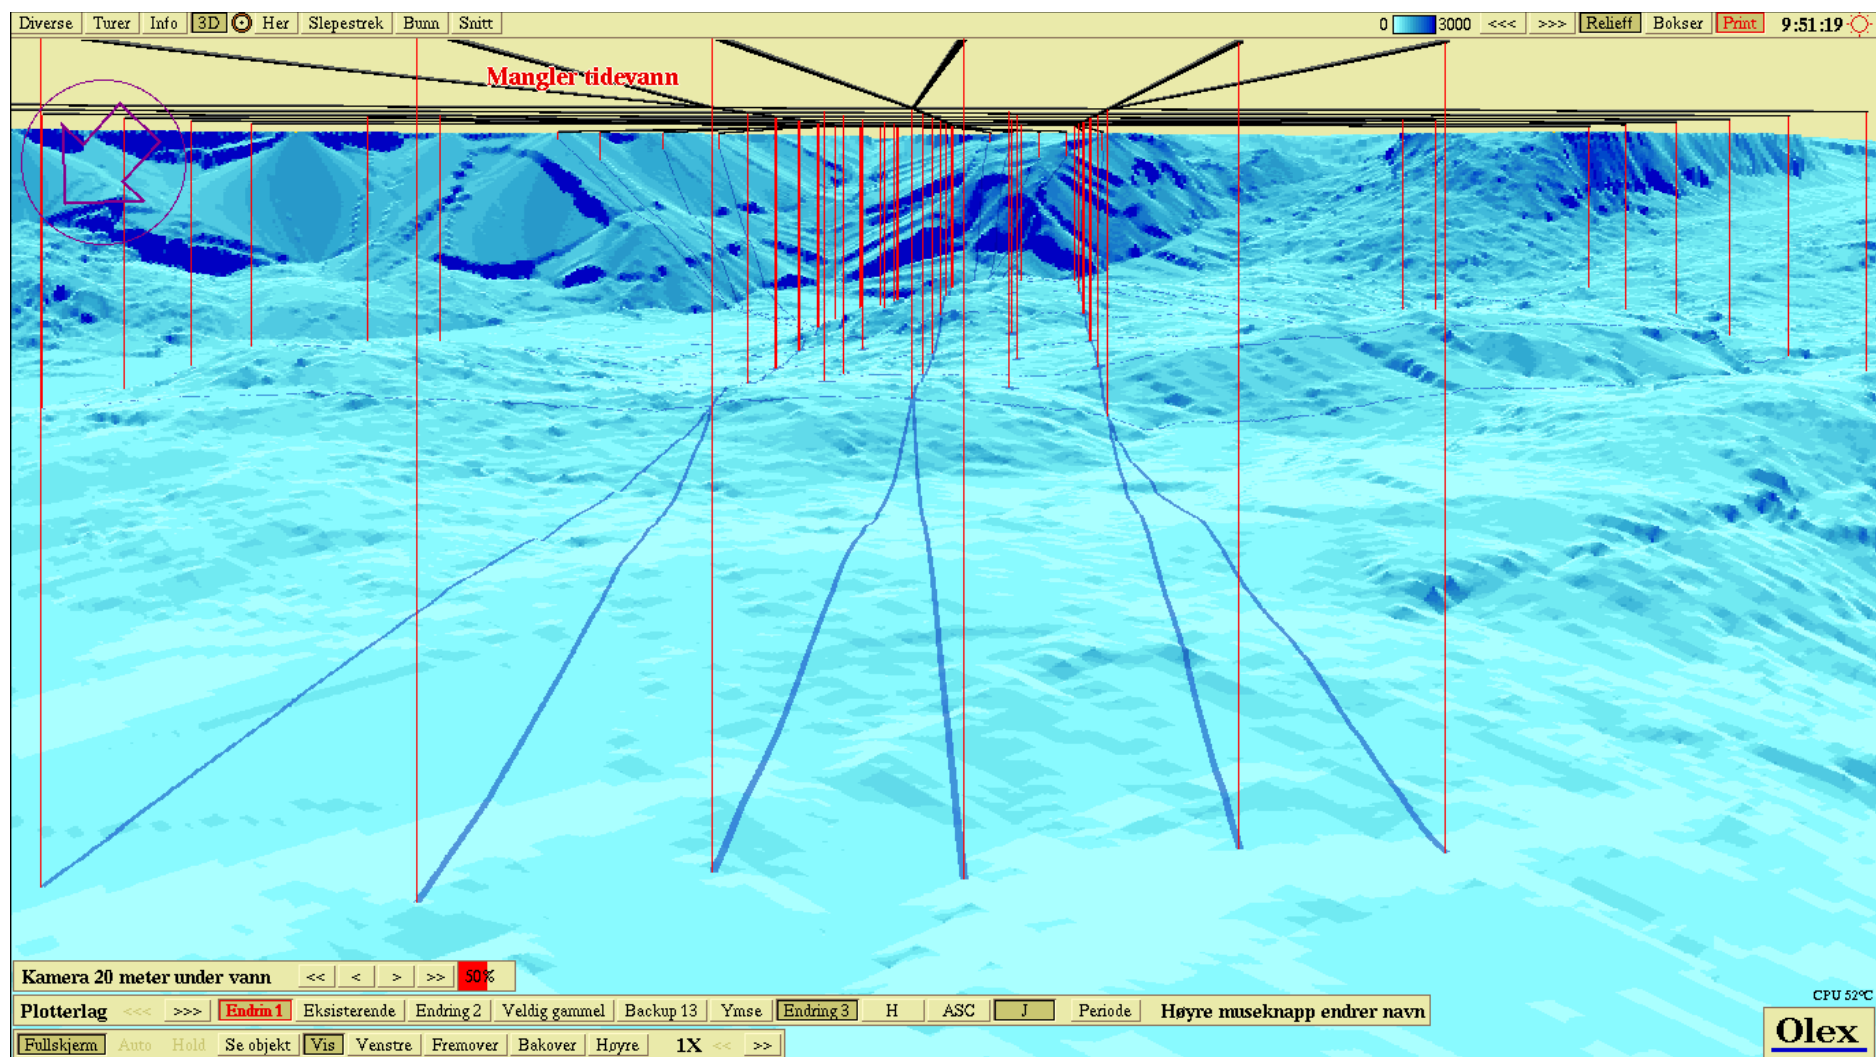 Diverse Turer Info 3D Her Slepestrek Bunn Snitt 0 3000 <<< >>> Relieff Bokser Print 9:51:19
Mangler tidevann
Kamera 20 meter under vann << < > >> 50%
CPU 52°C
Plotterlag <<< >>> Endrin 1 Eksisterende Endring 2 Veldig gammel Backup 13 Ymse Endring 3 H ASC J Periode Høyre museknapp endrer navn
Olex
Fullskjerm Auto Hold Se objekt Vis Venstre Fremover Bakover Høyre 1X << >>